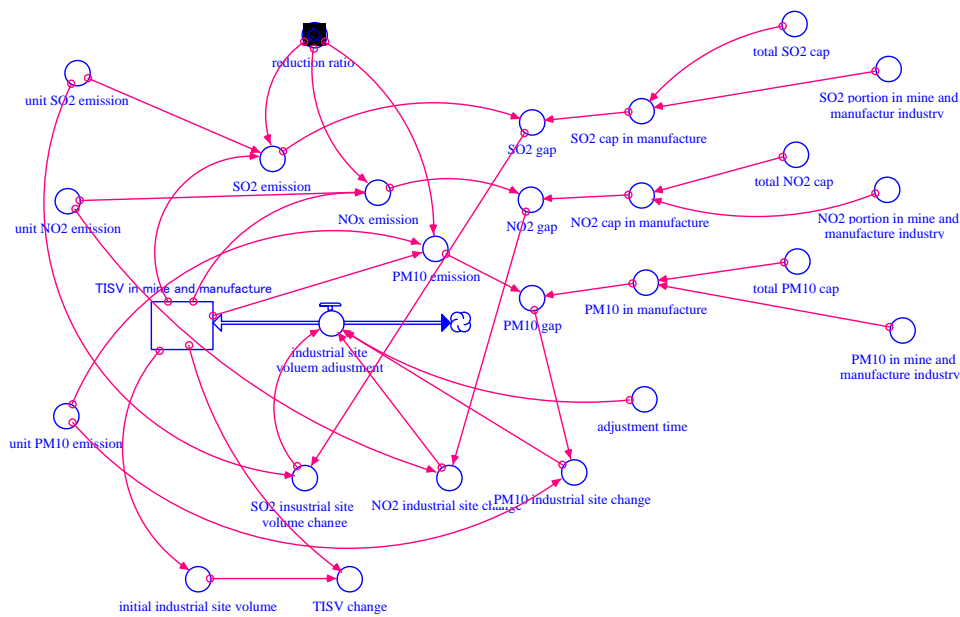 total SO2 cap
reduction ratio
unit SO2 emission
SO2 portion in mine and
manufactur industry
SO2 cap in manufacture
SO2 gap
SO2 emission
total NO2 cap
NOx emission
unit NO2 emission
NO2 gap
NO2 cap in manufacture
NO2 portion in mine and
manufacture industry
PM10 emission
TISV in mine and manufacture
total PM10 cap
PM10 gap
PM10 in manufacture
industrial site
voluem adjustment
PM10 in mine and
manufacture industry
adjustment time
unit PM10 emission
SO2 insustrial site
volume change
NO2 industrial site change
PM10 industrial site change
initial industrial site volume
TISV change